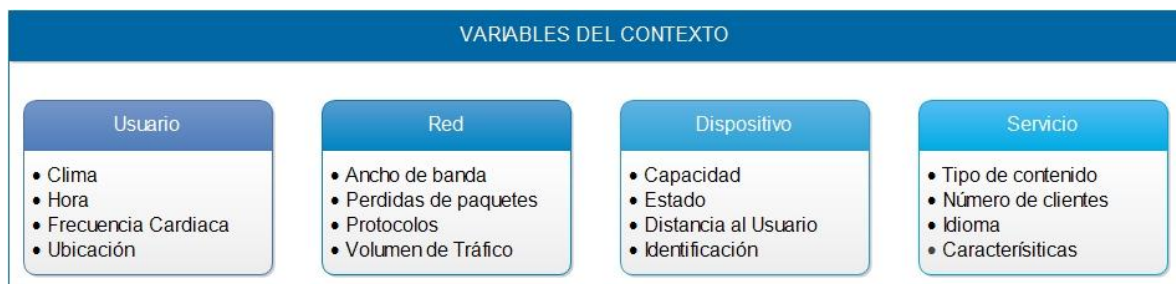 VARIABLES DEL CONTEXTO
Usuario
• Clima
• Hora
• Frecuencia Cardiaca
• Ubicación
Red
• Ancho de banda
• Perdidas de paquetes
• Protocolos
• Volumen de Tráfico
Dispositivo
• Capacidad
• Estado
• Distancia al Usuario
• Identificación
Servicio
• Tipo de contenido
• Número de clientes
• Idioma
• Caracterísiticas